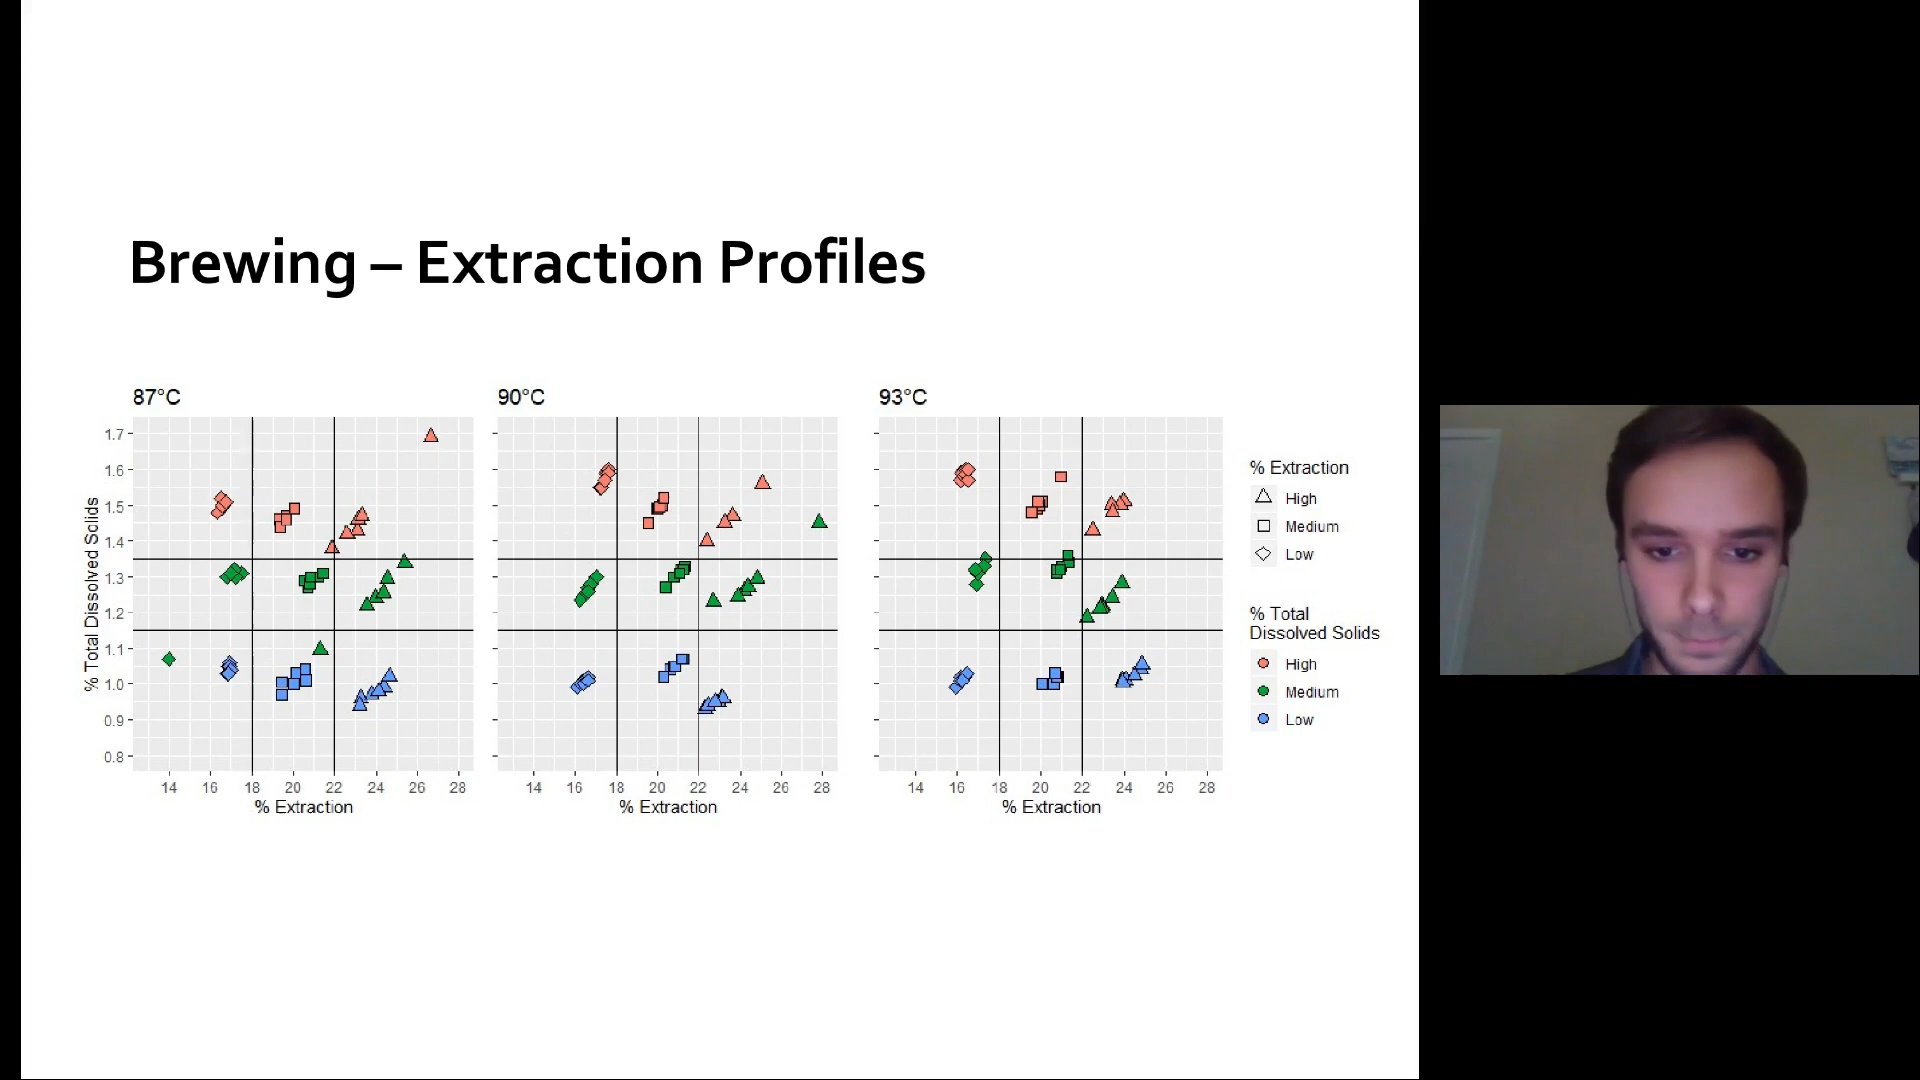 Brewing – Extraction Profiles
87°C
90°C
93°C
% Total Dissolved Solids
1.7
1.6
1.5
1.4
1.3
1.2
1.1
1.0
0.9
0.8
14 16 18 20 22 24 26 28
% Extraction
14 16 18 20 22 24 26 28
% Extraction
14 16 18 20 22 24 26 28
% Extraction
% Extraction
High
Medium
Low
% Total
Dissolved Solids
High
Medium
Low